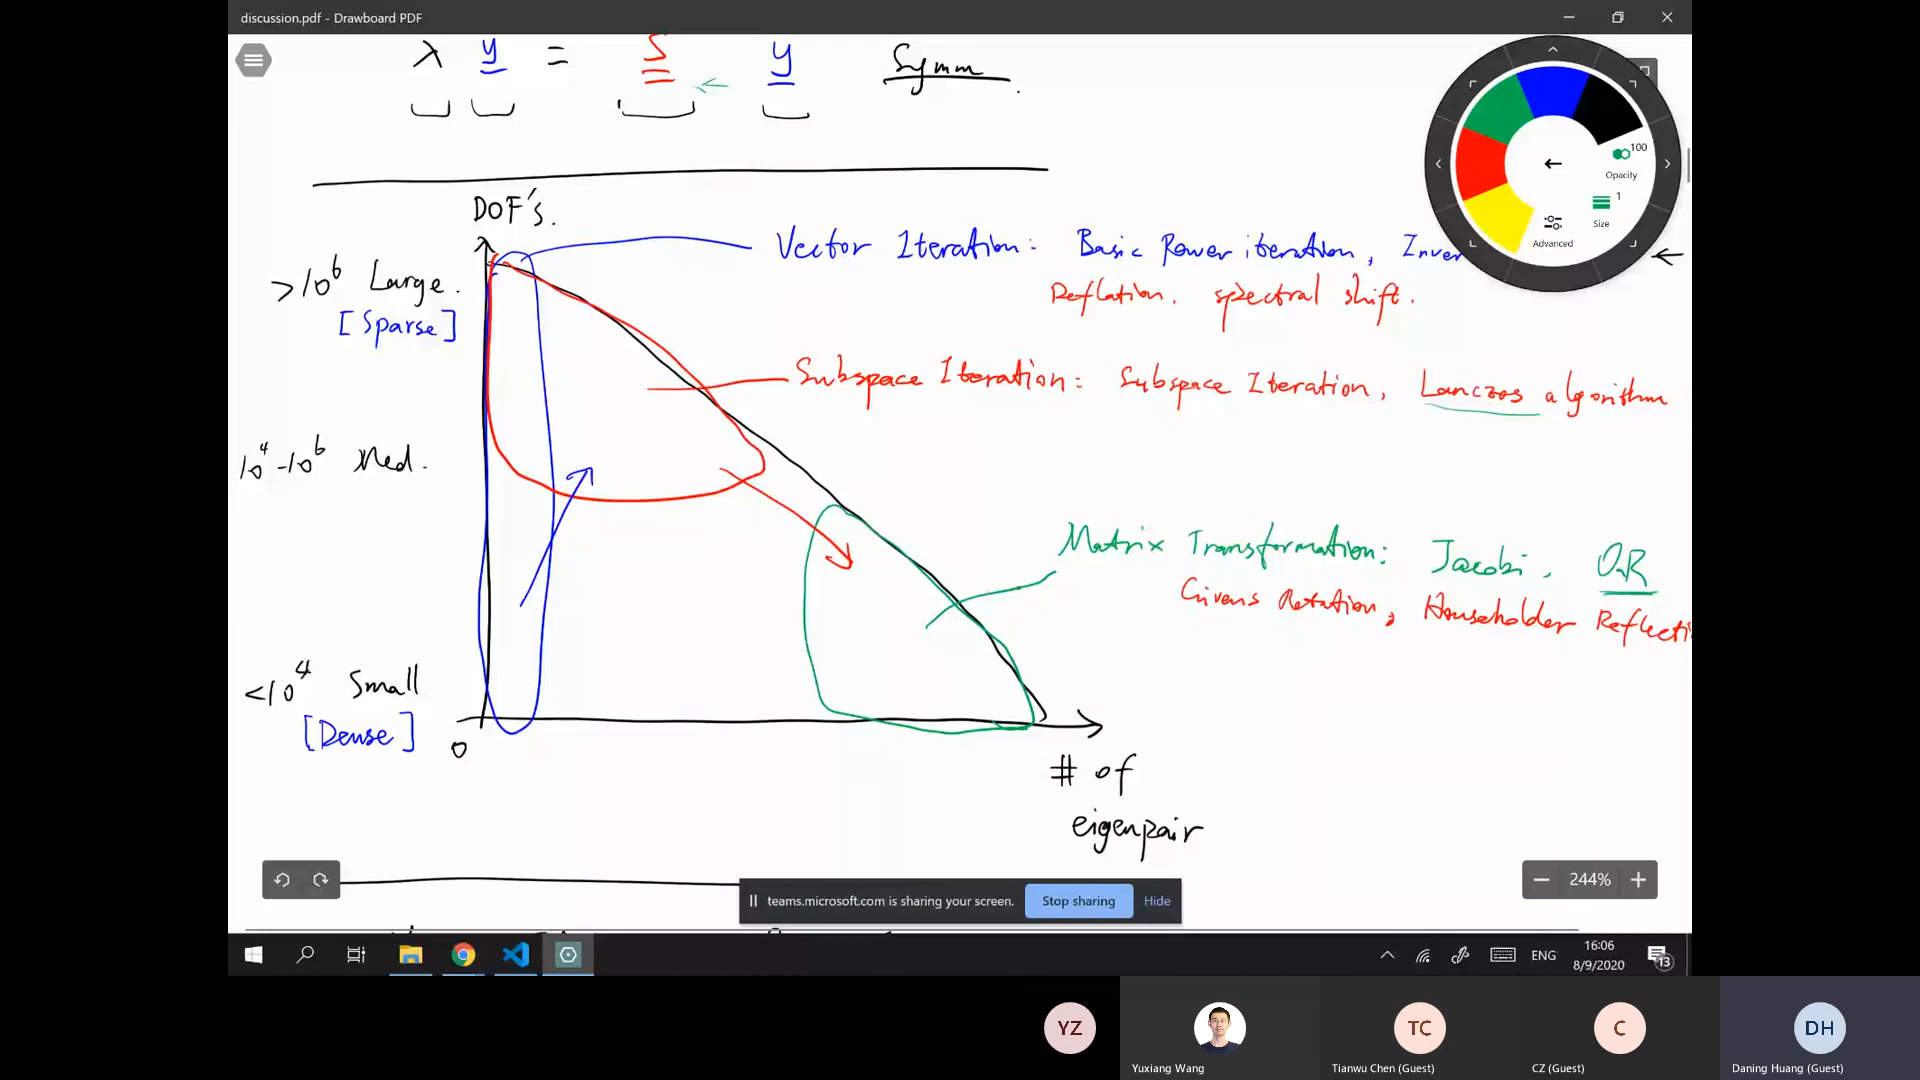 discussion.pdf - Drawboard PDF
λ y = S y Symm.
100
Opacity
1
Size
Advanced
DOF's.
>10^6 Large.
[Sparse]
Vector Iteration: Basic Power iteration, Inver
Deflation. spectral shift.
Subspace Iteration: Subspace Iteration, Lanczos algorithm
10^4-10^6 Med.
Matrix Transformation: Jacobi, QR
Givens Rotation, Householder Reflecti
<10^4 Small
[Dense]
0
# of
eigenpair
244%
teams.microsoft.com is sharing your screen. Stop sharing Hide
ENG
16:06
8/9/2020
13
YZ
TC
C
DH
Yuxiang Wang
Tianwu Chen (Guest)
CZ (Guest)
Daning Huang (Guest)